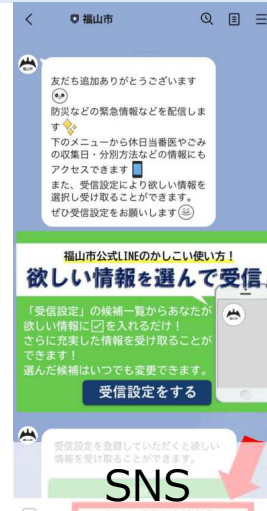 福山市
友だち追加ありがとうございます
防災などの緊急情報などを配信しま
す
下のメニューから休日当番医やごみ
の収集日・分別方法などの情報にも
アクセスできます
また、受信設定により欲しい情報を
選択し受け取ることができます。
ぜひ受信設定をお願いします
福山市公式LINEのかしこい使い方！
欲しい情報を選んで受信
「受信設定」の候補一覧からあなたが
欲しい情報に☑を入れるだけ！
さらに充実した情報を受け取ることが
できます！
選んだ候補はいつでも変更できます。
受信設定をする
受信設定を登録していただくと欲しい
情報を受け取ることができます。
SNS